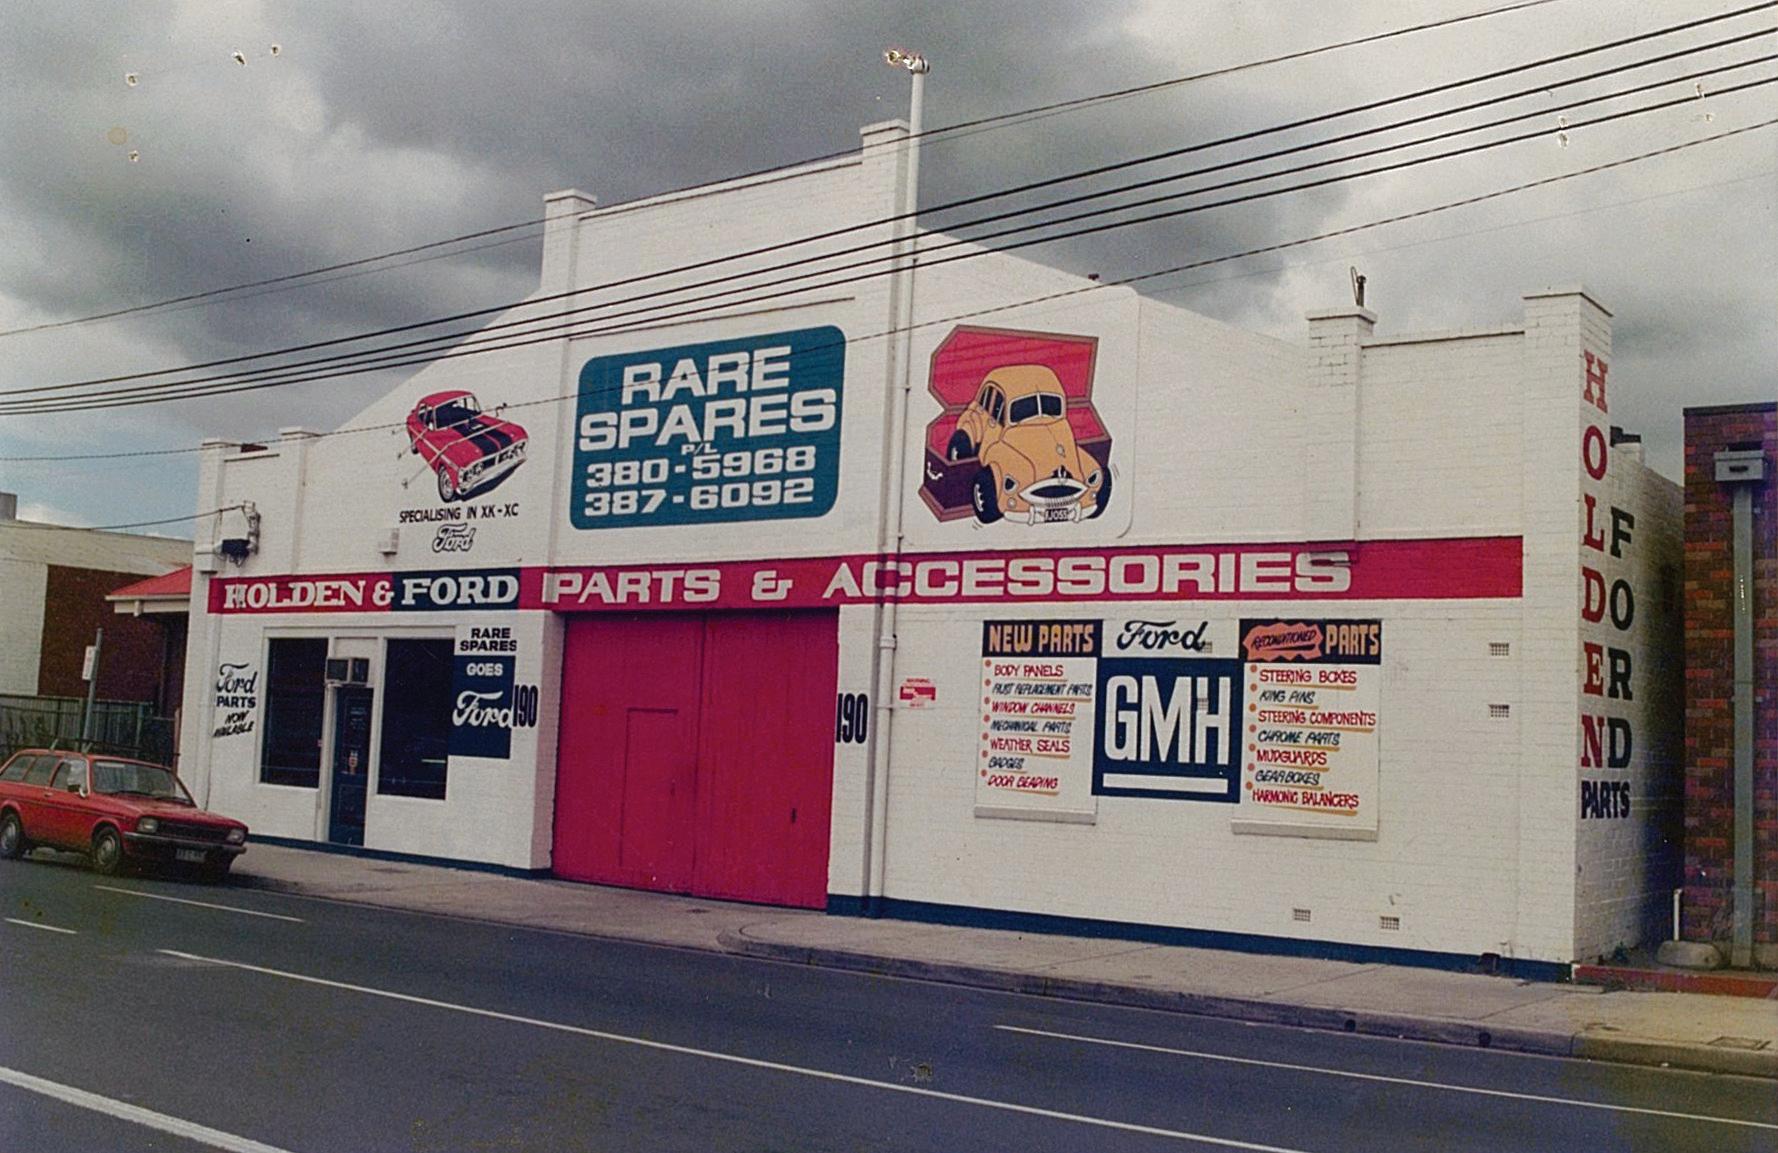 RARE
SPARES
P/L
380-5968
387-6092
SPECIALISING IN XK-XC
Ford
HOLDEN & FORD PARTS & ACCESSORIES
Ford
PARTS
NOW
AVAILABLE
RARE
SPARES
GOES
Ford
190
190
NEW PARTS
BODY PANELS
RUST REPLACEMENT PARTS
WINDOW CHANNELS
MECHANICAL PARTS
WEATHER SEALS
BADGES
DOOR BEADING
Ford
GMH
RECONDITIONED PARTS
STEERING BOXES
KING PINS
STEERING COMPONENTS
CHROME PARTS
MUDGUARDS
GEARBOXES
HARMONIC BALANCERS
HOLDEN
FORD
PARTS